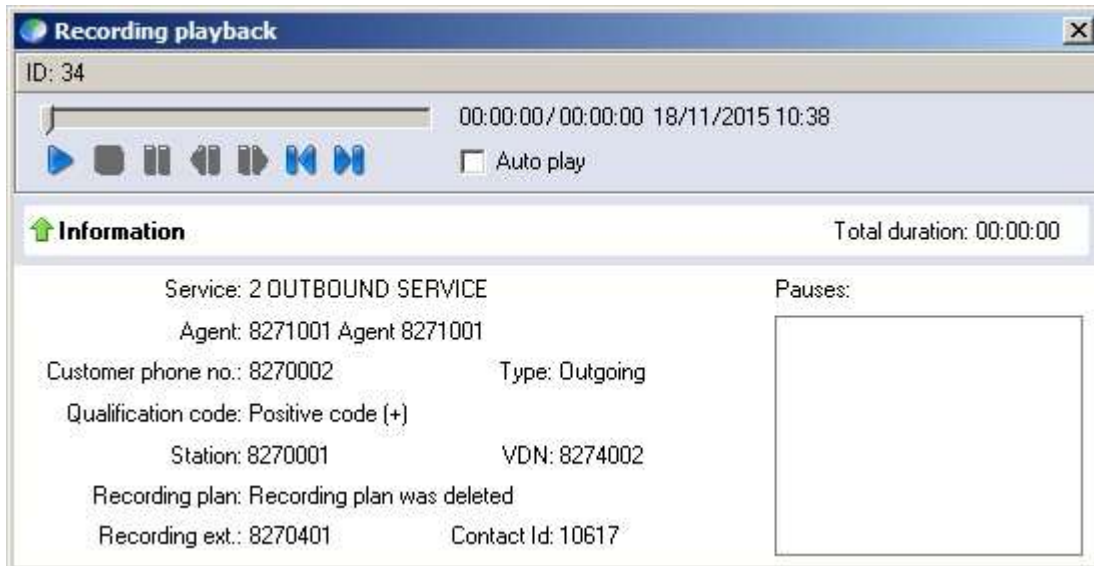 Recording playback
ID: 34
00:00:00/00:00:00 18/11/2015 10:38
Auto play
Information Total duration: 00:00:00
Service: 2 OUTBOUND SERVICE Pauses:
Agent: 8271001 Agent 8271001
Customer phone no.: 8270002 Type: Outgoing
Qualification code: Positive code (+)
Station: 8270001 VDN: 8274002
Recording plan: Recording plan was deleted
Recording ext.: 8270401 Contact Id: 10617